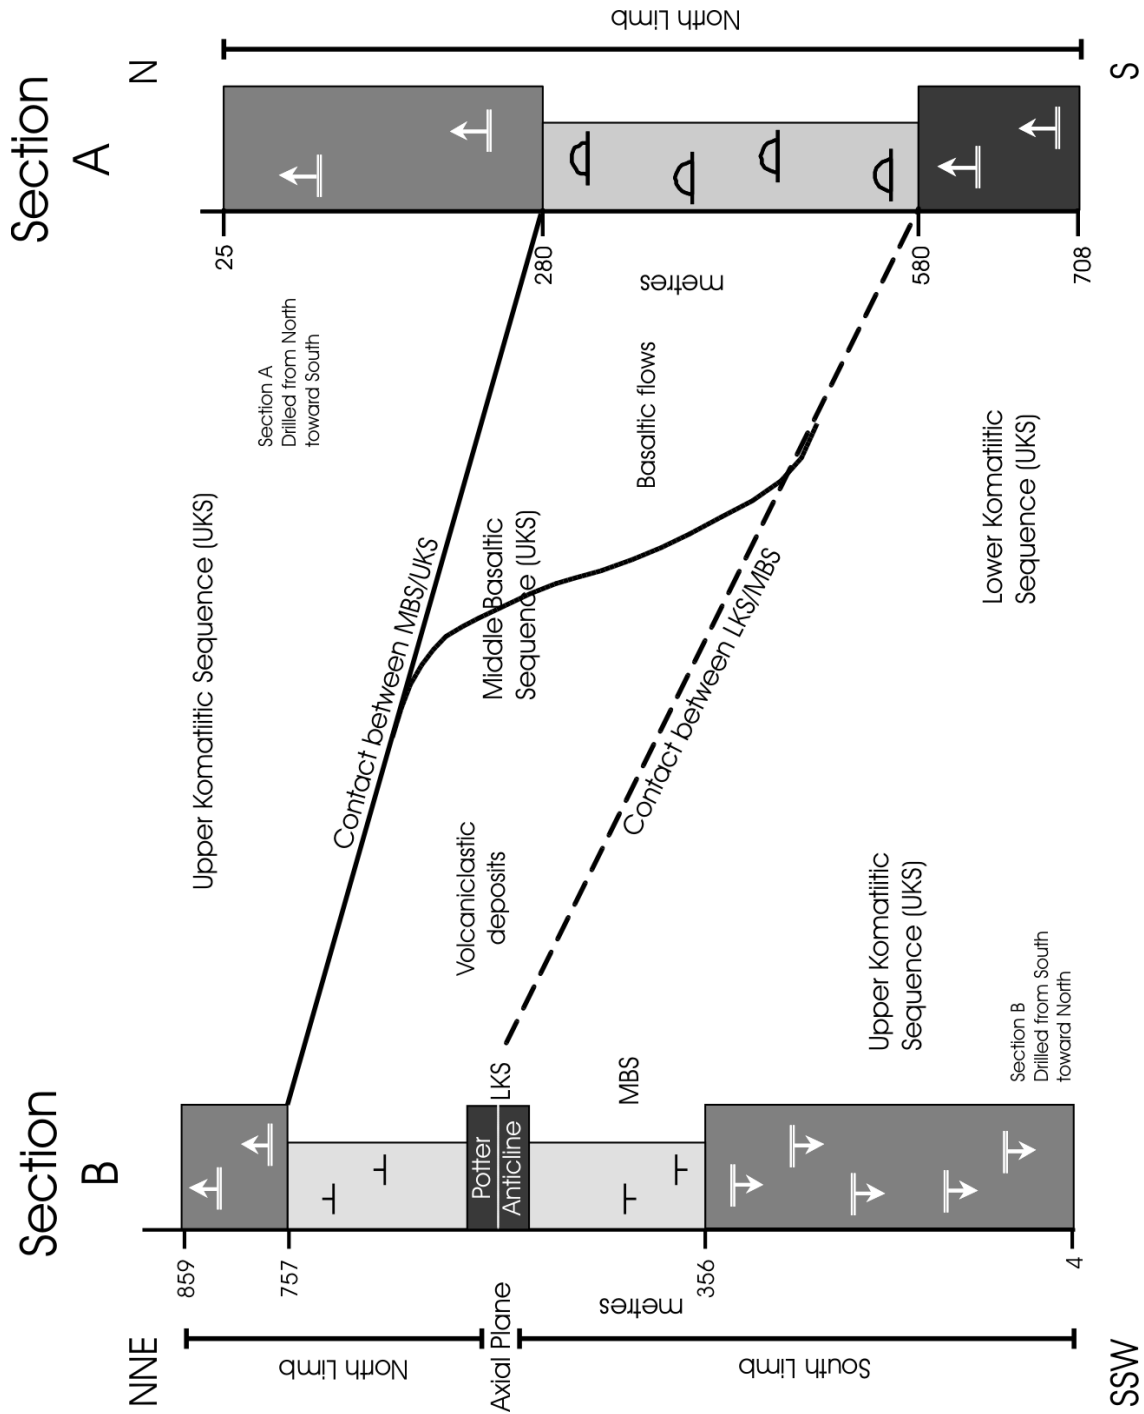 Section
A
N
S
North Limb
25
280
580
708
metres
Section A
Drilled from North
toward South
Upper Komatiitic Sequence (UKS)
Contact between MBS/UKS
Middle Basaltic
Sequence (UKS)
Basaltic flows
Volcaniclastic
deposits
Contact between LKS/MBS
Lower Komatiitic
Sequence (UKS)
Upper Komatiitic
Sequence (UKS)
Section B
Drilled from South
toward North
Section
B
NNE
SSW
859
757
356
4
metres
North Limb
Axial Plane
South Limb
Potter
Anticline
LKS
MBS